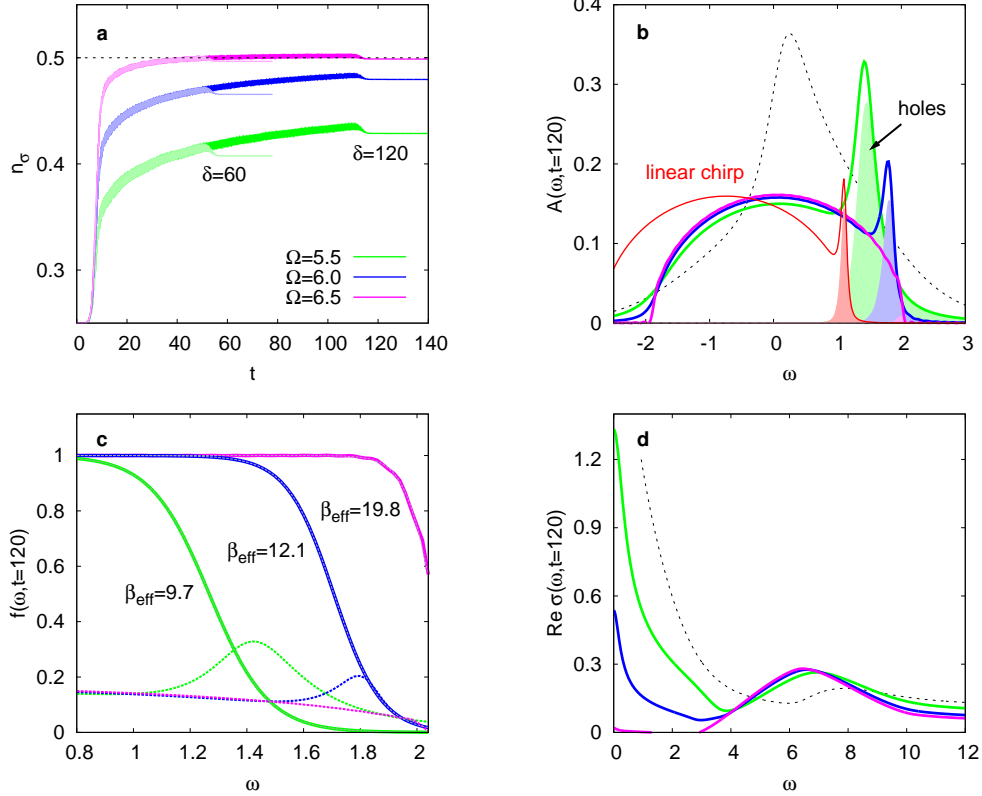 a
n_σ
0.5
0.4
0.3
δ=60
δ=120
Ω=5.5
Ω=6.0
Ω=6.5
0 20 40 60 80 100 120 140
t
b
A(ω,t=120)
0.4
0.3
0.2
0.1
0
holes
linear chirp
-2 -1 0 1 2 3
ω
c
f(ω,t=120)
1
0.8
0.6
0.4
0.2
0
β_eff=19.8
β_eff=12.1
β_eff=9.7
0.8 1 1.2 1.4 1.6 1.8 2
ω
d
Re σ(ω,t=120)
1.2
0.9
0.6
0.3
0
0 2 4 6 8 10 12
ω